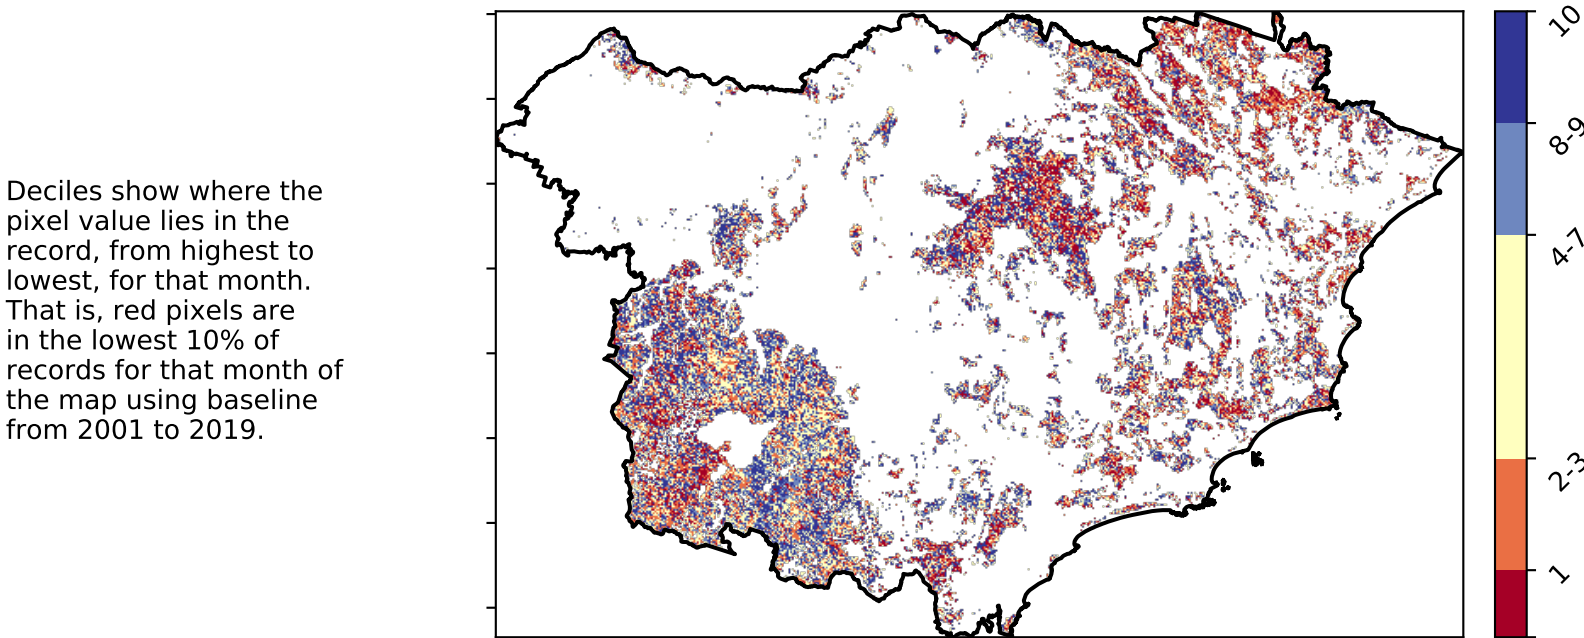 Deciles show where the
pixel value lies in the
record, from highest to
lowest, for that month.
That is, red pixels are
in the lowest 10% of
records for that month of
the map using baseline
from 2001 to 2019.
10
8-9
4-7
2-3
1